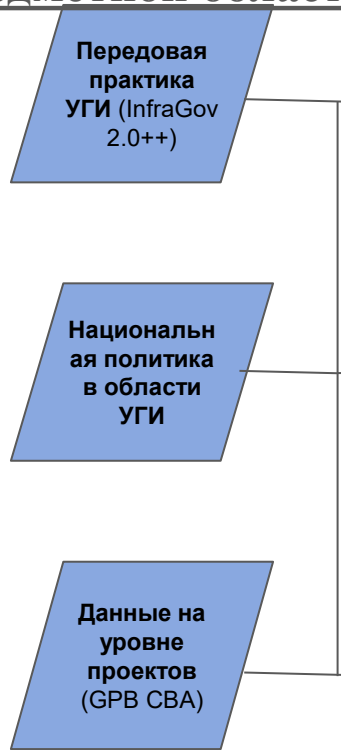 Передовая
практика
УГИ (InfraGov
2.0++)
Национальн
ая политика
в области
УГИ
Данные на
уровне
проектов
(GPB CBA)